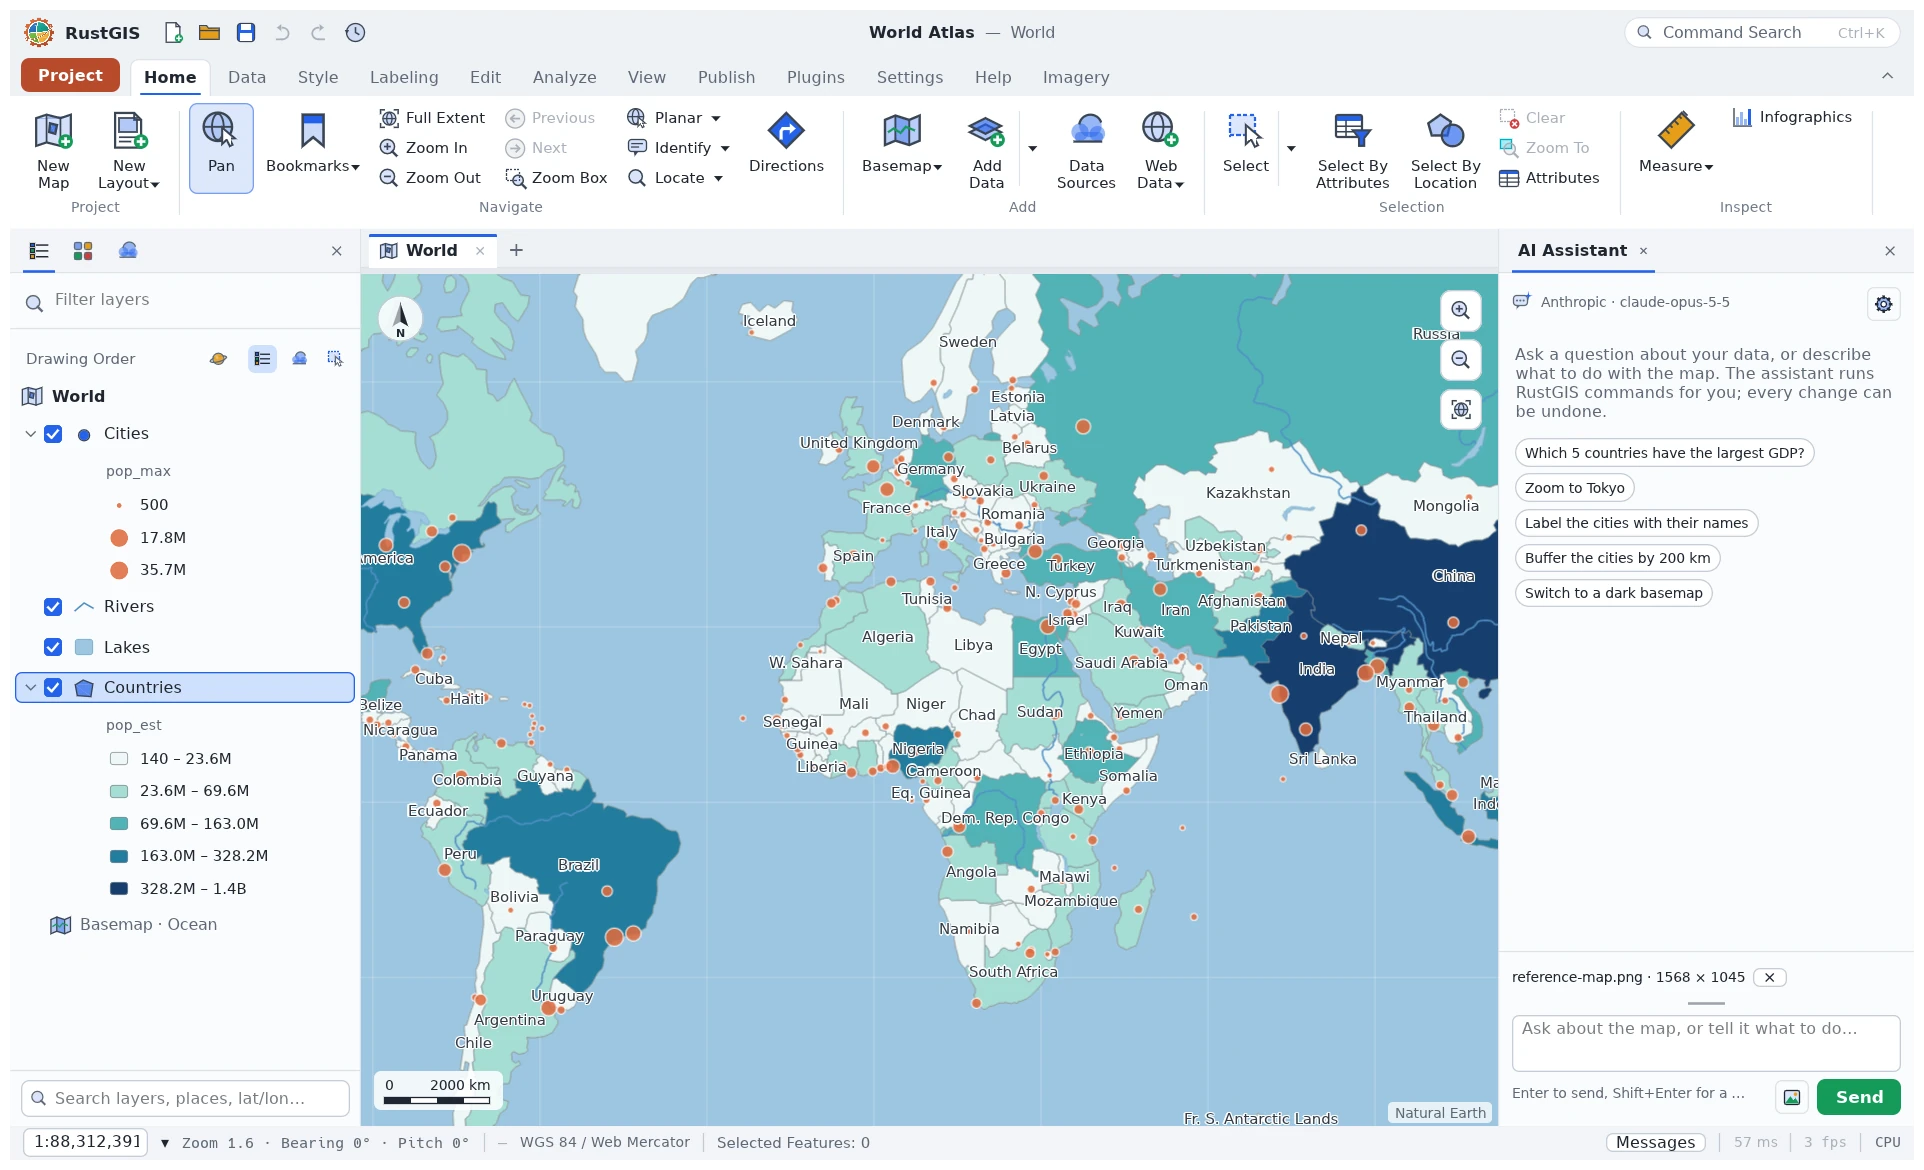 RustGIS
World Atlas — World
Command Search Ctrl+K
Project Home Data Style Labeling Edit Analyze View Publish Plugins Settings Help Imagery
New Map
New Layout
Project
Pan
Bookmarks
Full Extent
Zoom In
Zoom Out
Previous
Next
Zoom Box
Planar
Identify
Locate
Directions
Navigate
Basemap
Add Data
Data Sources
Web Data
Add
Select
Select By Attributes
Select By Location
Clear
Zoom To
Attributes
Selection
Measure
Infographics
Inspect
Filter layers
Drawing Order
World
Cities
pop_max
500
17.8M
35.7M
Rivers
Lakes
Countries
pop_est
140 – 23.6M
23.6M – 69.6M
69.6M – 163.0M
163.0M – 328.2M
328.2M – 1.4B
Basemap · Ocean
Search layers, places, lat/lon...
World
N
Iceland
Sweden
Russia
Estonia
Latvia
Denmark
United Kingdom
Belarus
Germany
Slovakia
Ukraine
Kazakhstan
Mongolia
France
Romania
Italy
Bulgaria
Georgia
Uzbekistan
merica
Spain
Greece
Turkey
Turkmenistan
China
Tunisia
N. Cyprus
Iraq
Iran
Afghanistan
Israel
Pakistan
Algeria
Libya
Egypt
Kuwait
Nepal
W. Sahara
Saudi Arabia
India
Cuba
Oman
Myanmar
Haiti
Belize
Mali
Niger
Chad
Sudan
Yemen
Thailand
Nicaragua
Senegal
Guinea
Nigeria
Ethiopia
Sri Lanka
Panama
Liberia
Cameroon
Somalia
Colombia
Guyana
Eq. Guinea
Kenya
Ma
Ind
Ecuador
Dem. Rep. Congo
Peru
Brazil
Angola
Malawi
Bolivia
Mozambique
Paraguay
Namibia
South Africa
Uruguay
Argentina
Chile
Fr. S. Antarctic Lands
0 2000 km
Natural Earth
AI Assistant
Anthropic · claude-opus-5-5
Ask a question about your data, or describe
what to do with the map. The assistant runs
RustGIS commands for you; every change can
be undone.
Which 5 countries have the largest GDP?
Zoom to Tokyo
Label the cities with their names
Buffer the cities by 200 km
Switch to a dark basemap
reference-map.png · 1568 × 1045
Ask about the map, or tell it what to do...
Enter to send, Shift+Enter for a ...
Send
1:88,312,391 Zoom 1.6 · Bearing 0° · Pitch 0° — WGS 84 / Web Mercator Selected Features: 0
Messages 57 ms 3 fps CPU